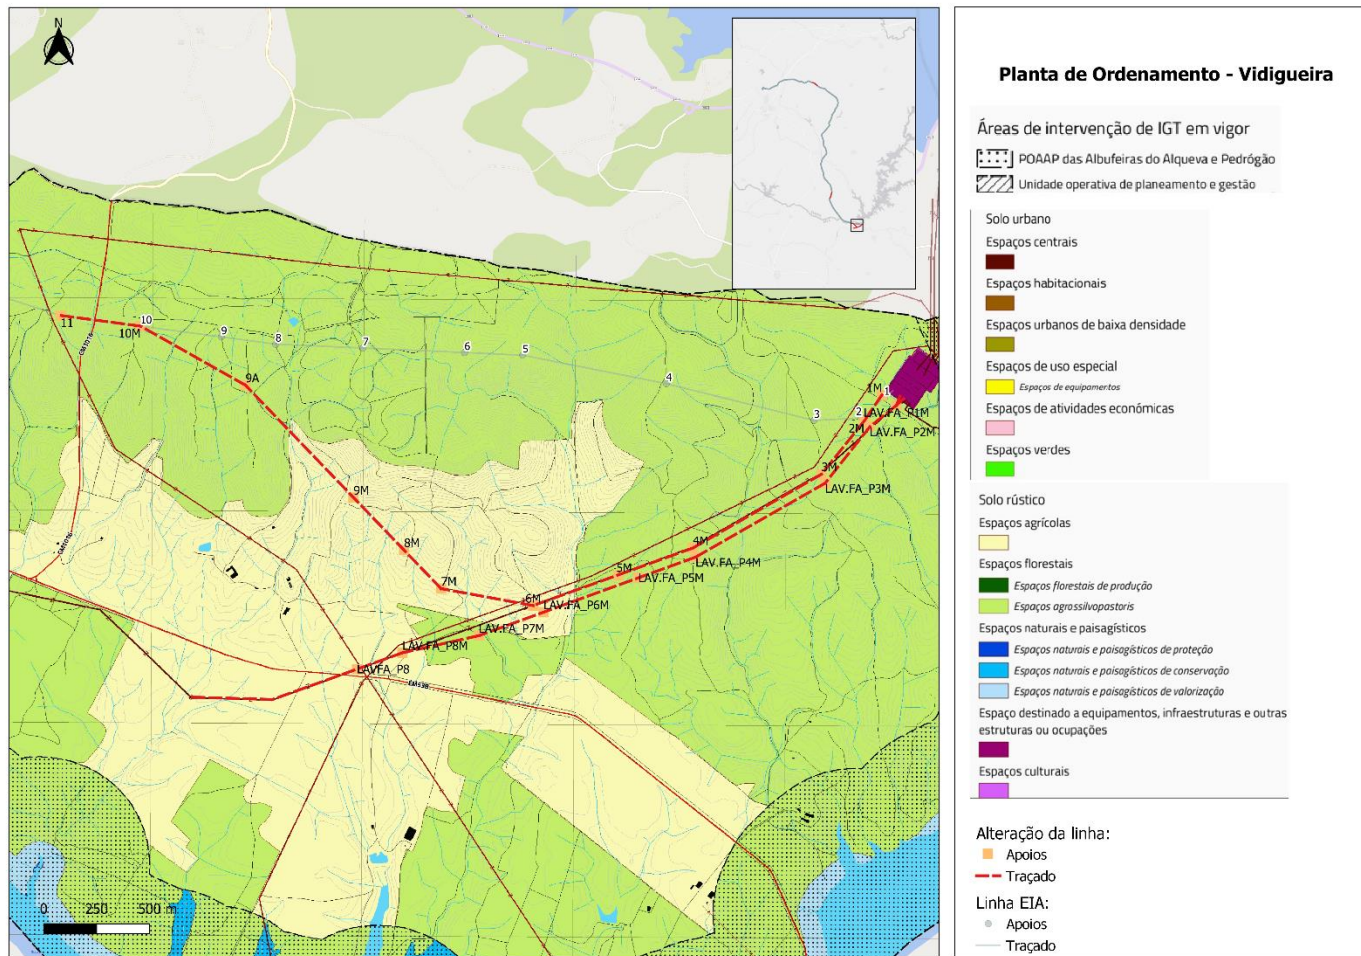 N
11
10M
10
9
8
7
6
5
4
3
2
1
1M
9A
LAV.FA_P1M
2M
LAV.FA_P2M
3M
LAV.FA_P3M
9M
8M
4M
LAV.FA_P4M
5M
LAV.FA_P5M
7M
6M
LAV.FA_P6M
LAV.FA_P7M
LAV.FA_P8M
LAVFA_P8
0 250 500 m
Planta de Ordenamento - Vidigueira
Áreas de intervenção de IGT em vigor
POAAP das Albufeiras do Alqueva e Pedrógão
Unidade operativa de planeamento e gestão
Solo urbano
Espaços centrais
Espaços habitacionais
Espaços urbanos de baixa densidade
Espaços de uso especial
Espaços de equipamentos
Espaços de atividades económicas
Espaços verdes
Solo rústico
Espaços agrícolas
Espaços florestais
Espaços florestais de produção
Espaços agrossilvopastoris
Espaços naturais e paisagísticos
Espaços naturais e paisagísticos de proteção
Espaços naturais e paisagísticos de conservação
Espaços naturais e paisagísticos de valorização
Espaço destinado a equipamentos, infraestruturas e outras
estruturas ou ocupações
Espaços culturais
Alteração da linha:
Apoios
Traçado
Linha EIA:
Apoios
Traçado